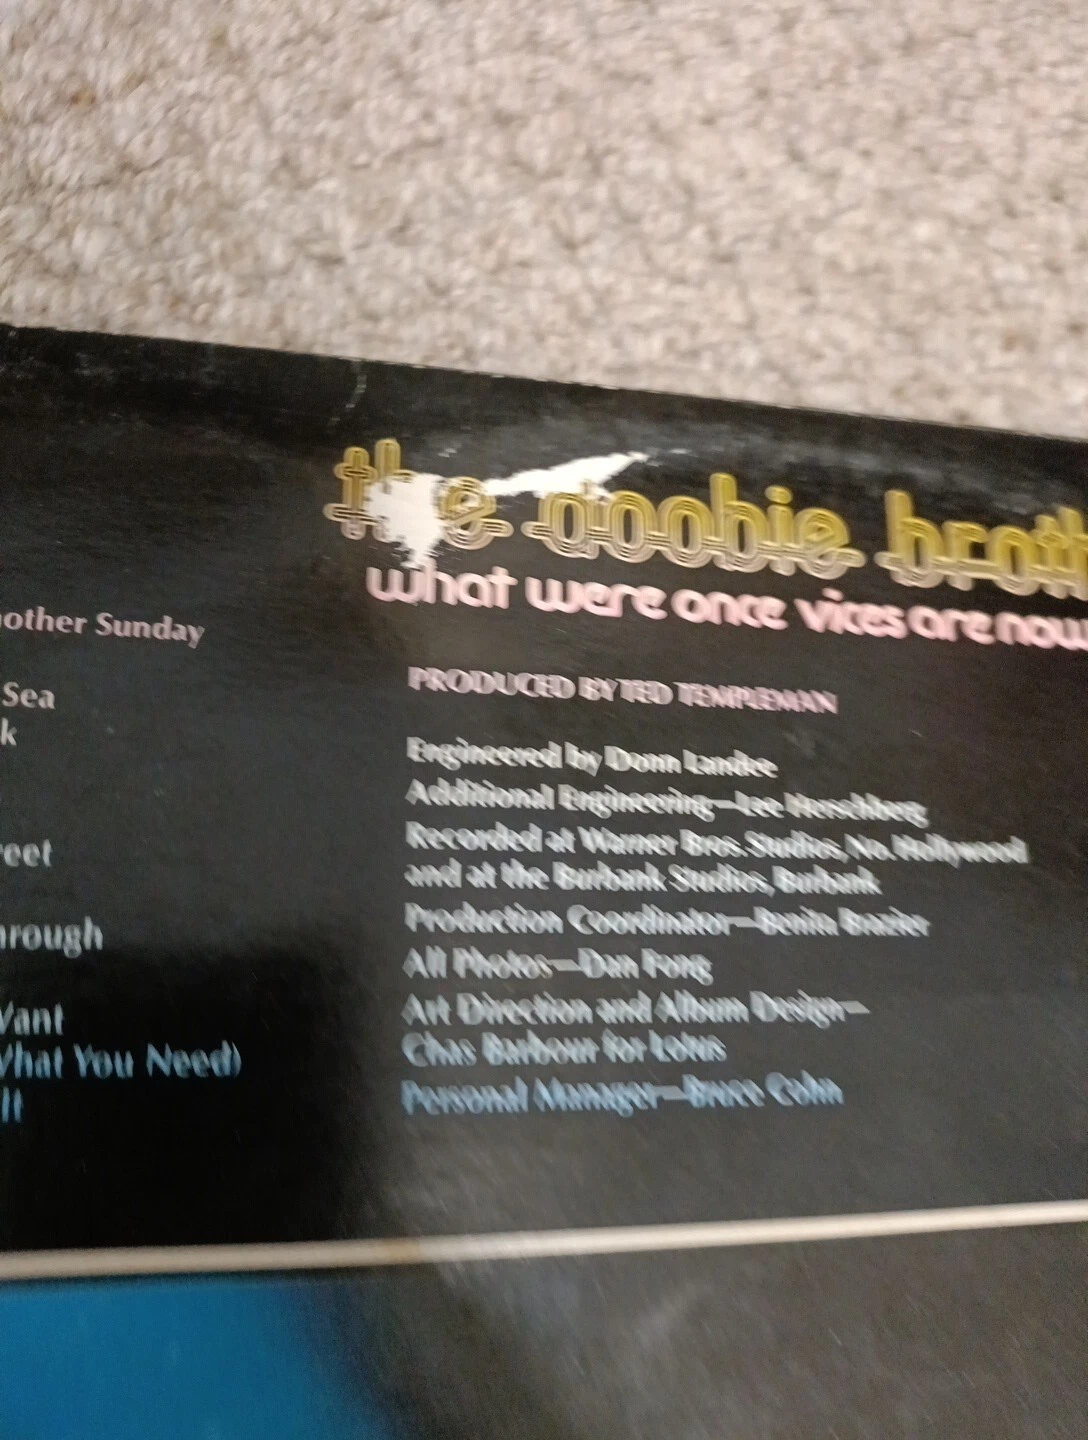 the doobie broth
what were once vices are now
nother Sunday
Sea
k
reet
hrough
Want
What You Need)
It
PRODUCED BY TED TEMPLEMAN
Engineered by Donn Landee
Additional Engineering—Lee Herschberg
Recorded at Warner Bros. Studios, No. Hollywood
and at the Burbank Studios, Burbank
Production Coordinator—Benita Brazier
All Photos—Dan Fong
Art Direction and Album Design—
Chas Barbour for Lotus
Personal Manager—Bruce Cohn